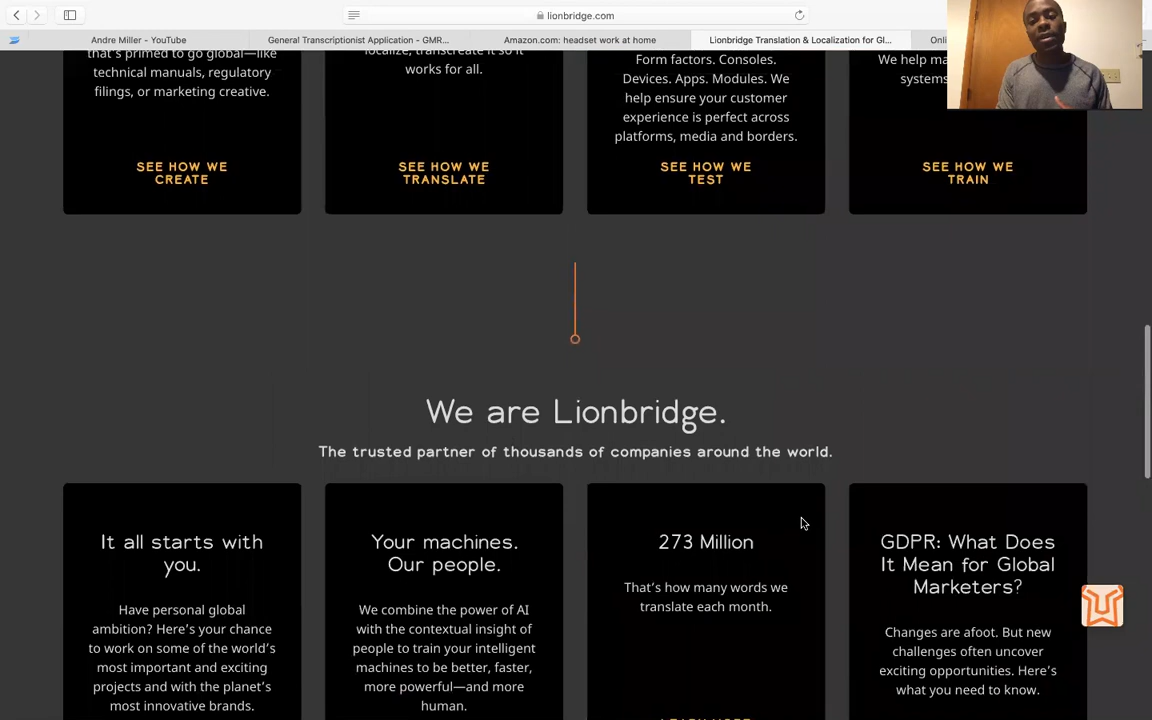 lionbridge.com
Andre Miller - YouTube
General Transcriptionist Application - GMR...
Amazon.com: headset work at home
Lionbridge Translation & Localization for Gl...
Onli
that's primed to go global—like
technical manuals, regulatory
filings, or marketing creative.
SEE HOW WE
CREATE
localize, transcreate it so it
works for all.
SEE HOW WE
TRANSLATE
Form factors. Consoles.
Devices. Apps. Modules. We
help ensure your customer
experience is perfect across
platforms, media and borders.
SEE HOW WE
TEST
We help ma
systems
SEE HOW WE
TRAIN
We are Lionbridge.
The trusted partner of thousands of companies around the world.
It all starts with
you.
Have personal global
ambition? Here's your chance
to work on some of the world's
most important and exciting
projects and with the planet's
most innovative brands.
Your machines.
Our people.
We combine the power of AI
with the contextual insight of
people to train your intelligent
machines to be better, faster,
more powerful—and more
human.
273 Million
That's how many words we
translate each month.
LEARN MORE
GDPR: What Does
It Mean for Global
Marketers?
Changes are afoot. But new
challenges often uncover
exciting opportunities. Here's
what you need to know.